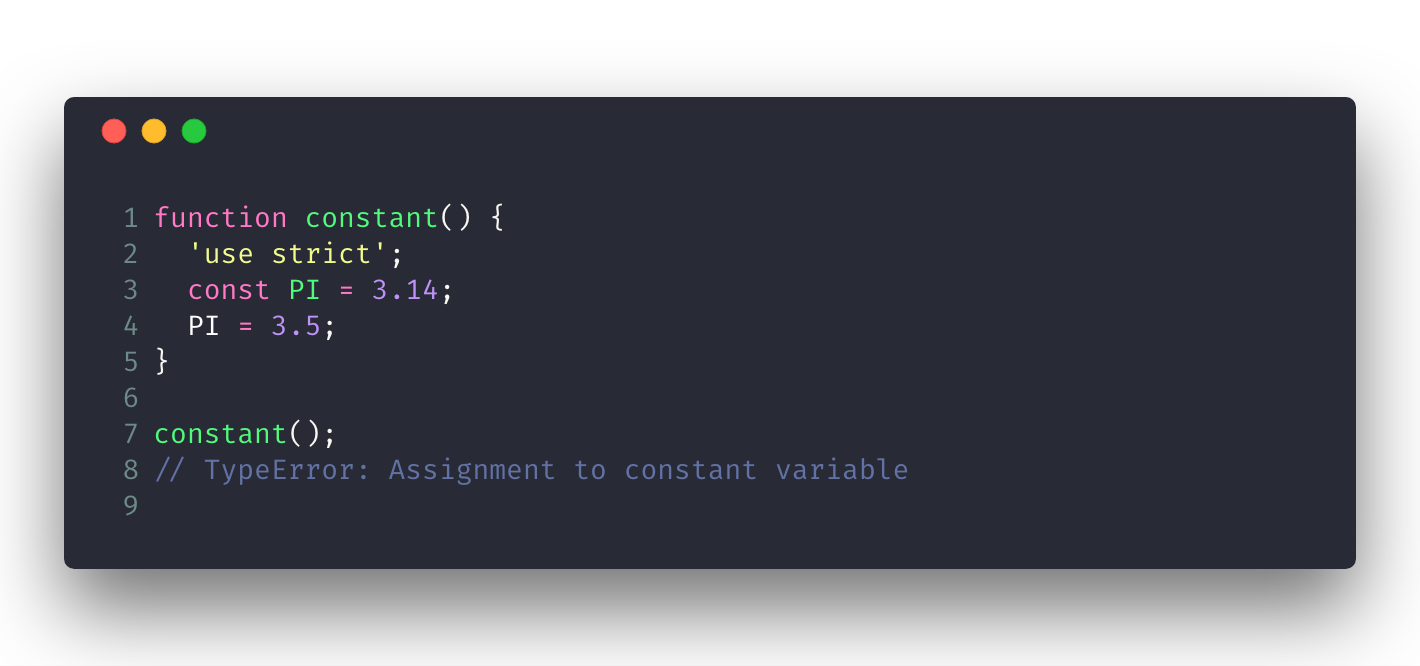 1 function constant() {
2   'use strict';
3   const PI = 3.14;
4   PI = 3.5;
5 }
6
7 constant();
8 // TypeError: Assignment to constant variable
9